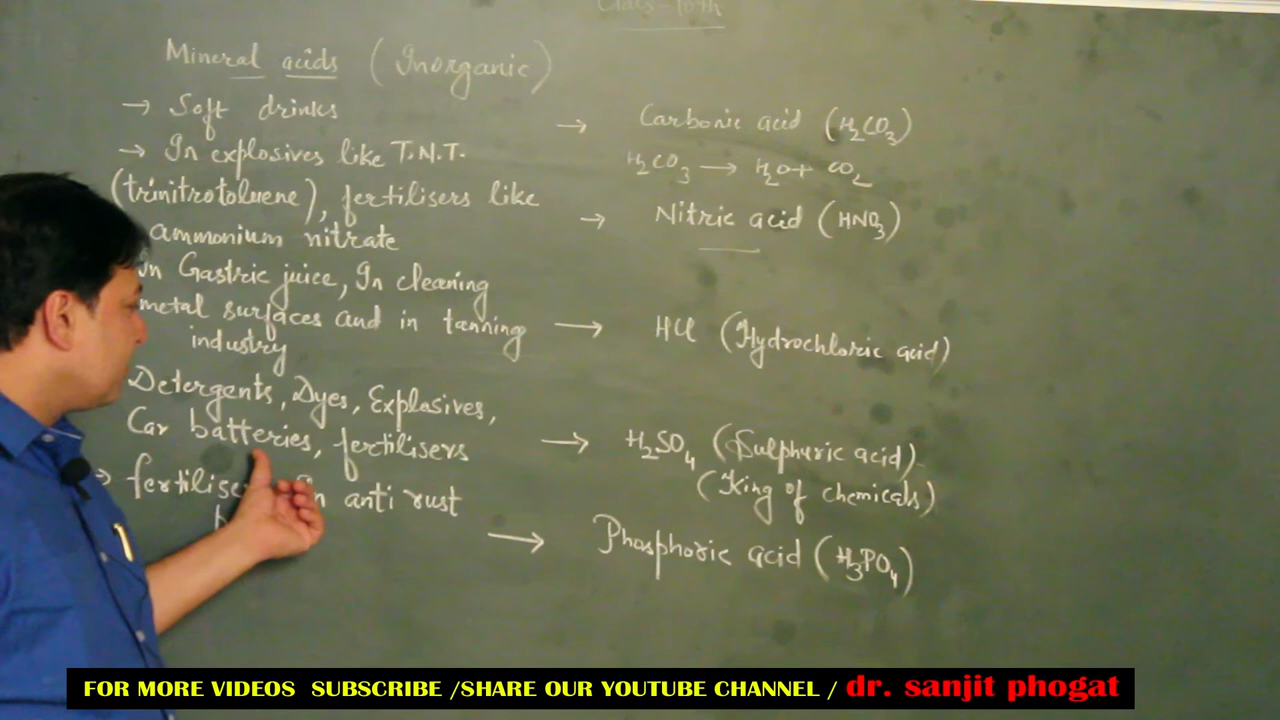 Class-10th
Mineral acids (Inorganic)
→ Soft drinks → Carbonic acid (H₂CO₃)
→ In explosives like T.N.T. H₂CO₃ → H₂O + CO₂
(trinitrotoluene), fertilisers like → Nitric acid (HNO₃)
ammonium nitrate
In Gastric juice, In cleaning
metal surfaces and in tanning → HCl (Hydrochloric acid)
industry
Detergents, Dyes, Explosives,
Car batteries, fertilisers → H₂SO₄ (Sulphuric acid)
(King of chemicals)
→ anti rust
→ Phosphoric acid (H₃PO₄)
FOR MORE VIDEOS SUBSCRIBE /SHARE OUR YOUTUBE CHANNEL / dr. sanjit phogat